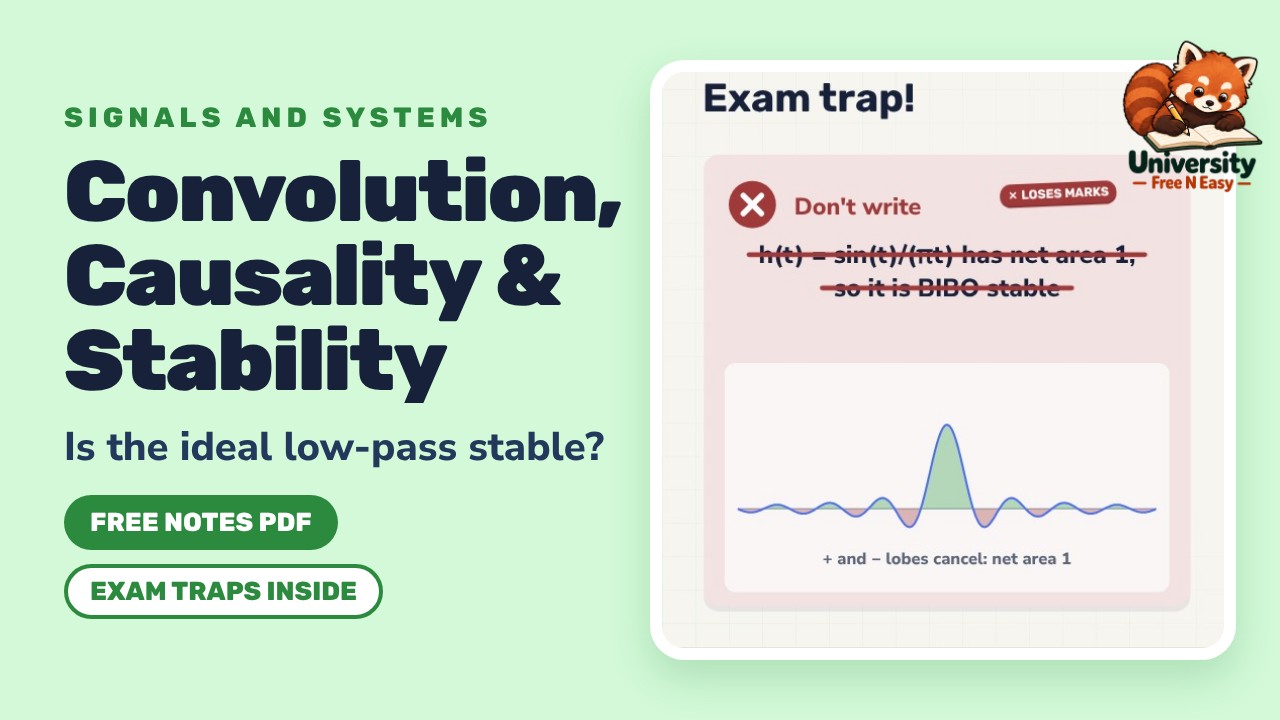 SIGNALS AND SYSTEMS
Convolution,
Causality &
Stability
Is the ideal low-pass stable?
FREE NOTES PDF
EXAM TRAPS INSIDE
Exam trap!
Don't write
× LOSES MARKS
h(t) = sin(t)/(πt) has net area 1,
so it is BIBO stable
+ and − lobes cancel: net area 1
University
Free N Easy